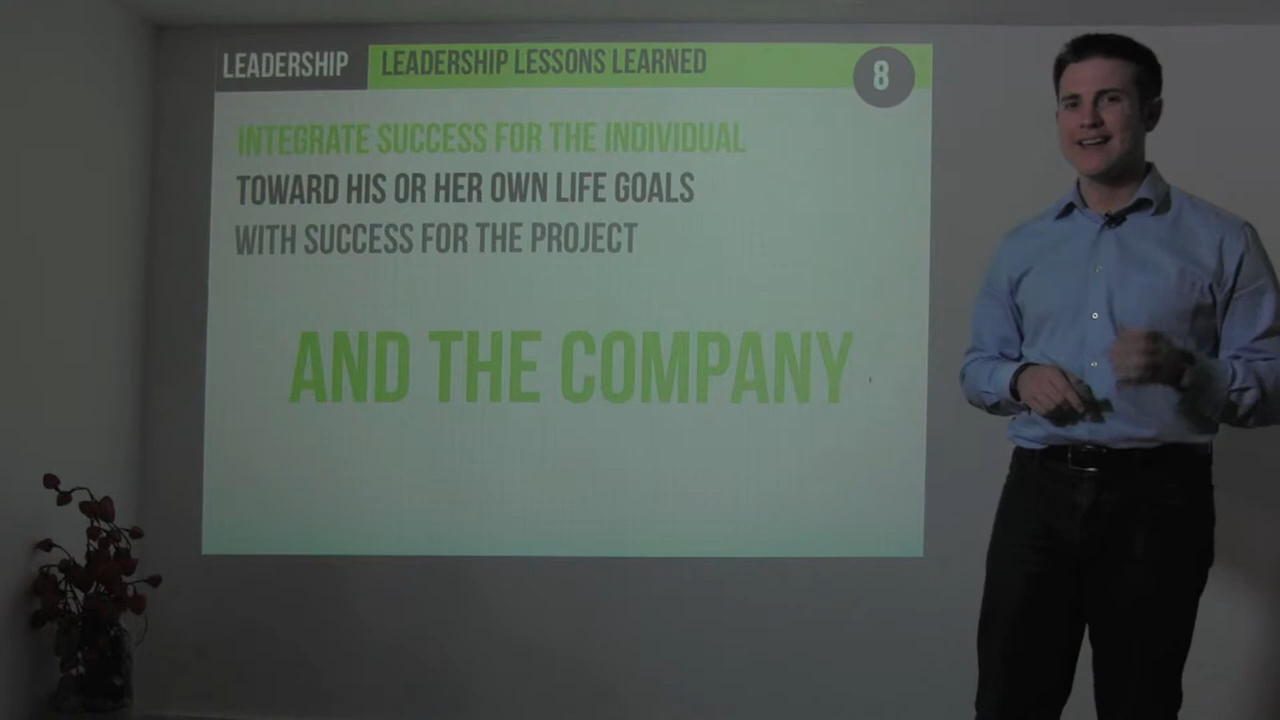 LEADERSHIP
LEADERSHIP LESSONS LEARNED
8
INTEGRATE SUCCESS FOR THE INDIVIDUAL
TOWARD HIS OR HER OWN LIFE GOALS
WITH SUCCESS FOR THE PROJECT
AND THE COMPANY